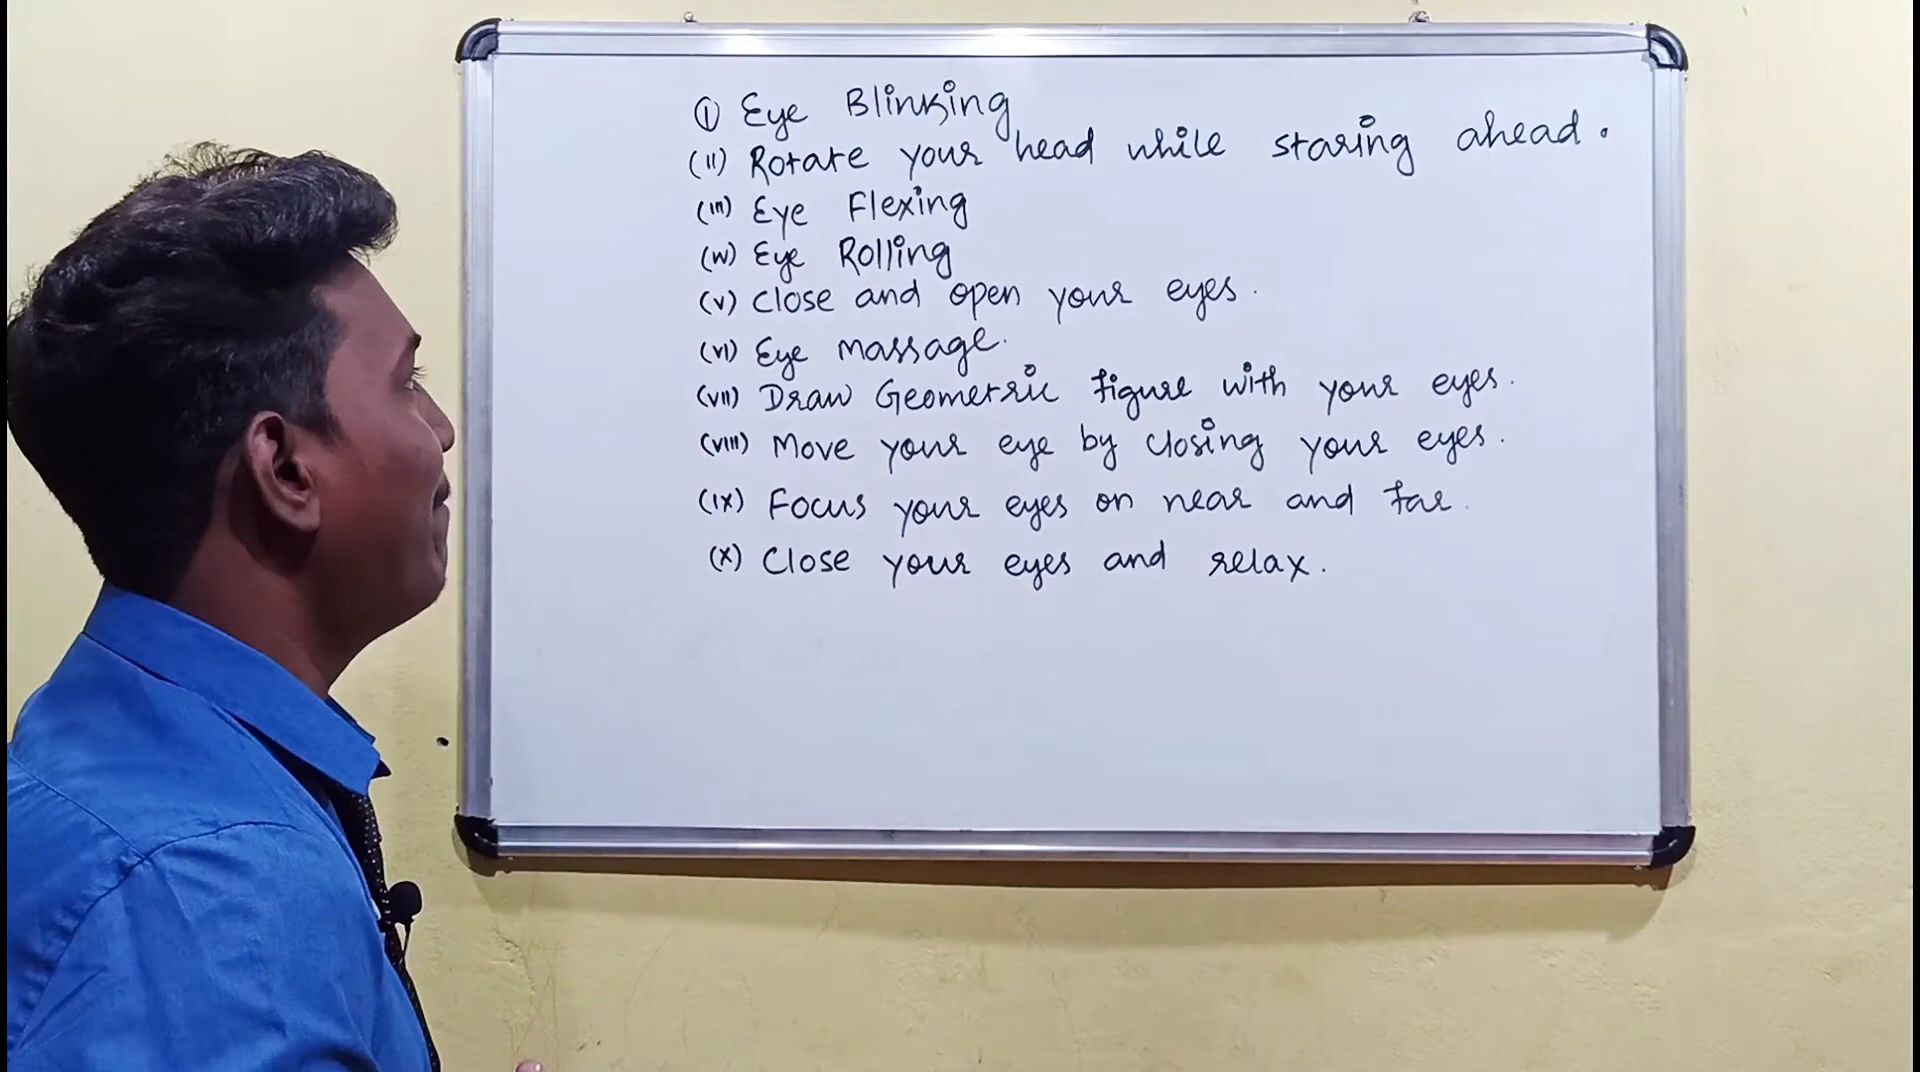 (i) Eye Blinking
(ii) Rotate your head while staring ahead.
(iii) Eye Flexing
(iv) Eye Rolling
(v) Close and open your eyes.
(vi) Eye massage.
(vii) Draw Geometric figure with your eyes.
(viii) Move your eye by closing your eyes.
(ix) Focus your eyes on near and far.
(x) Close your eyes and relax.